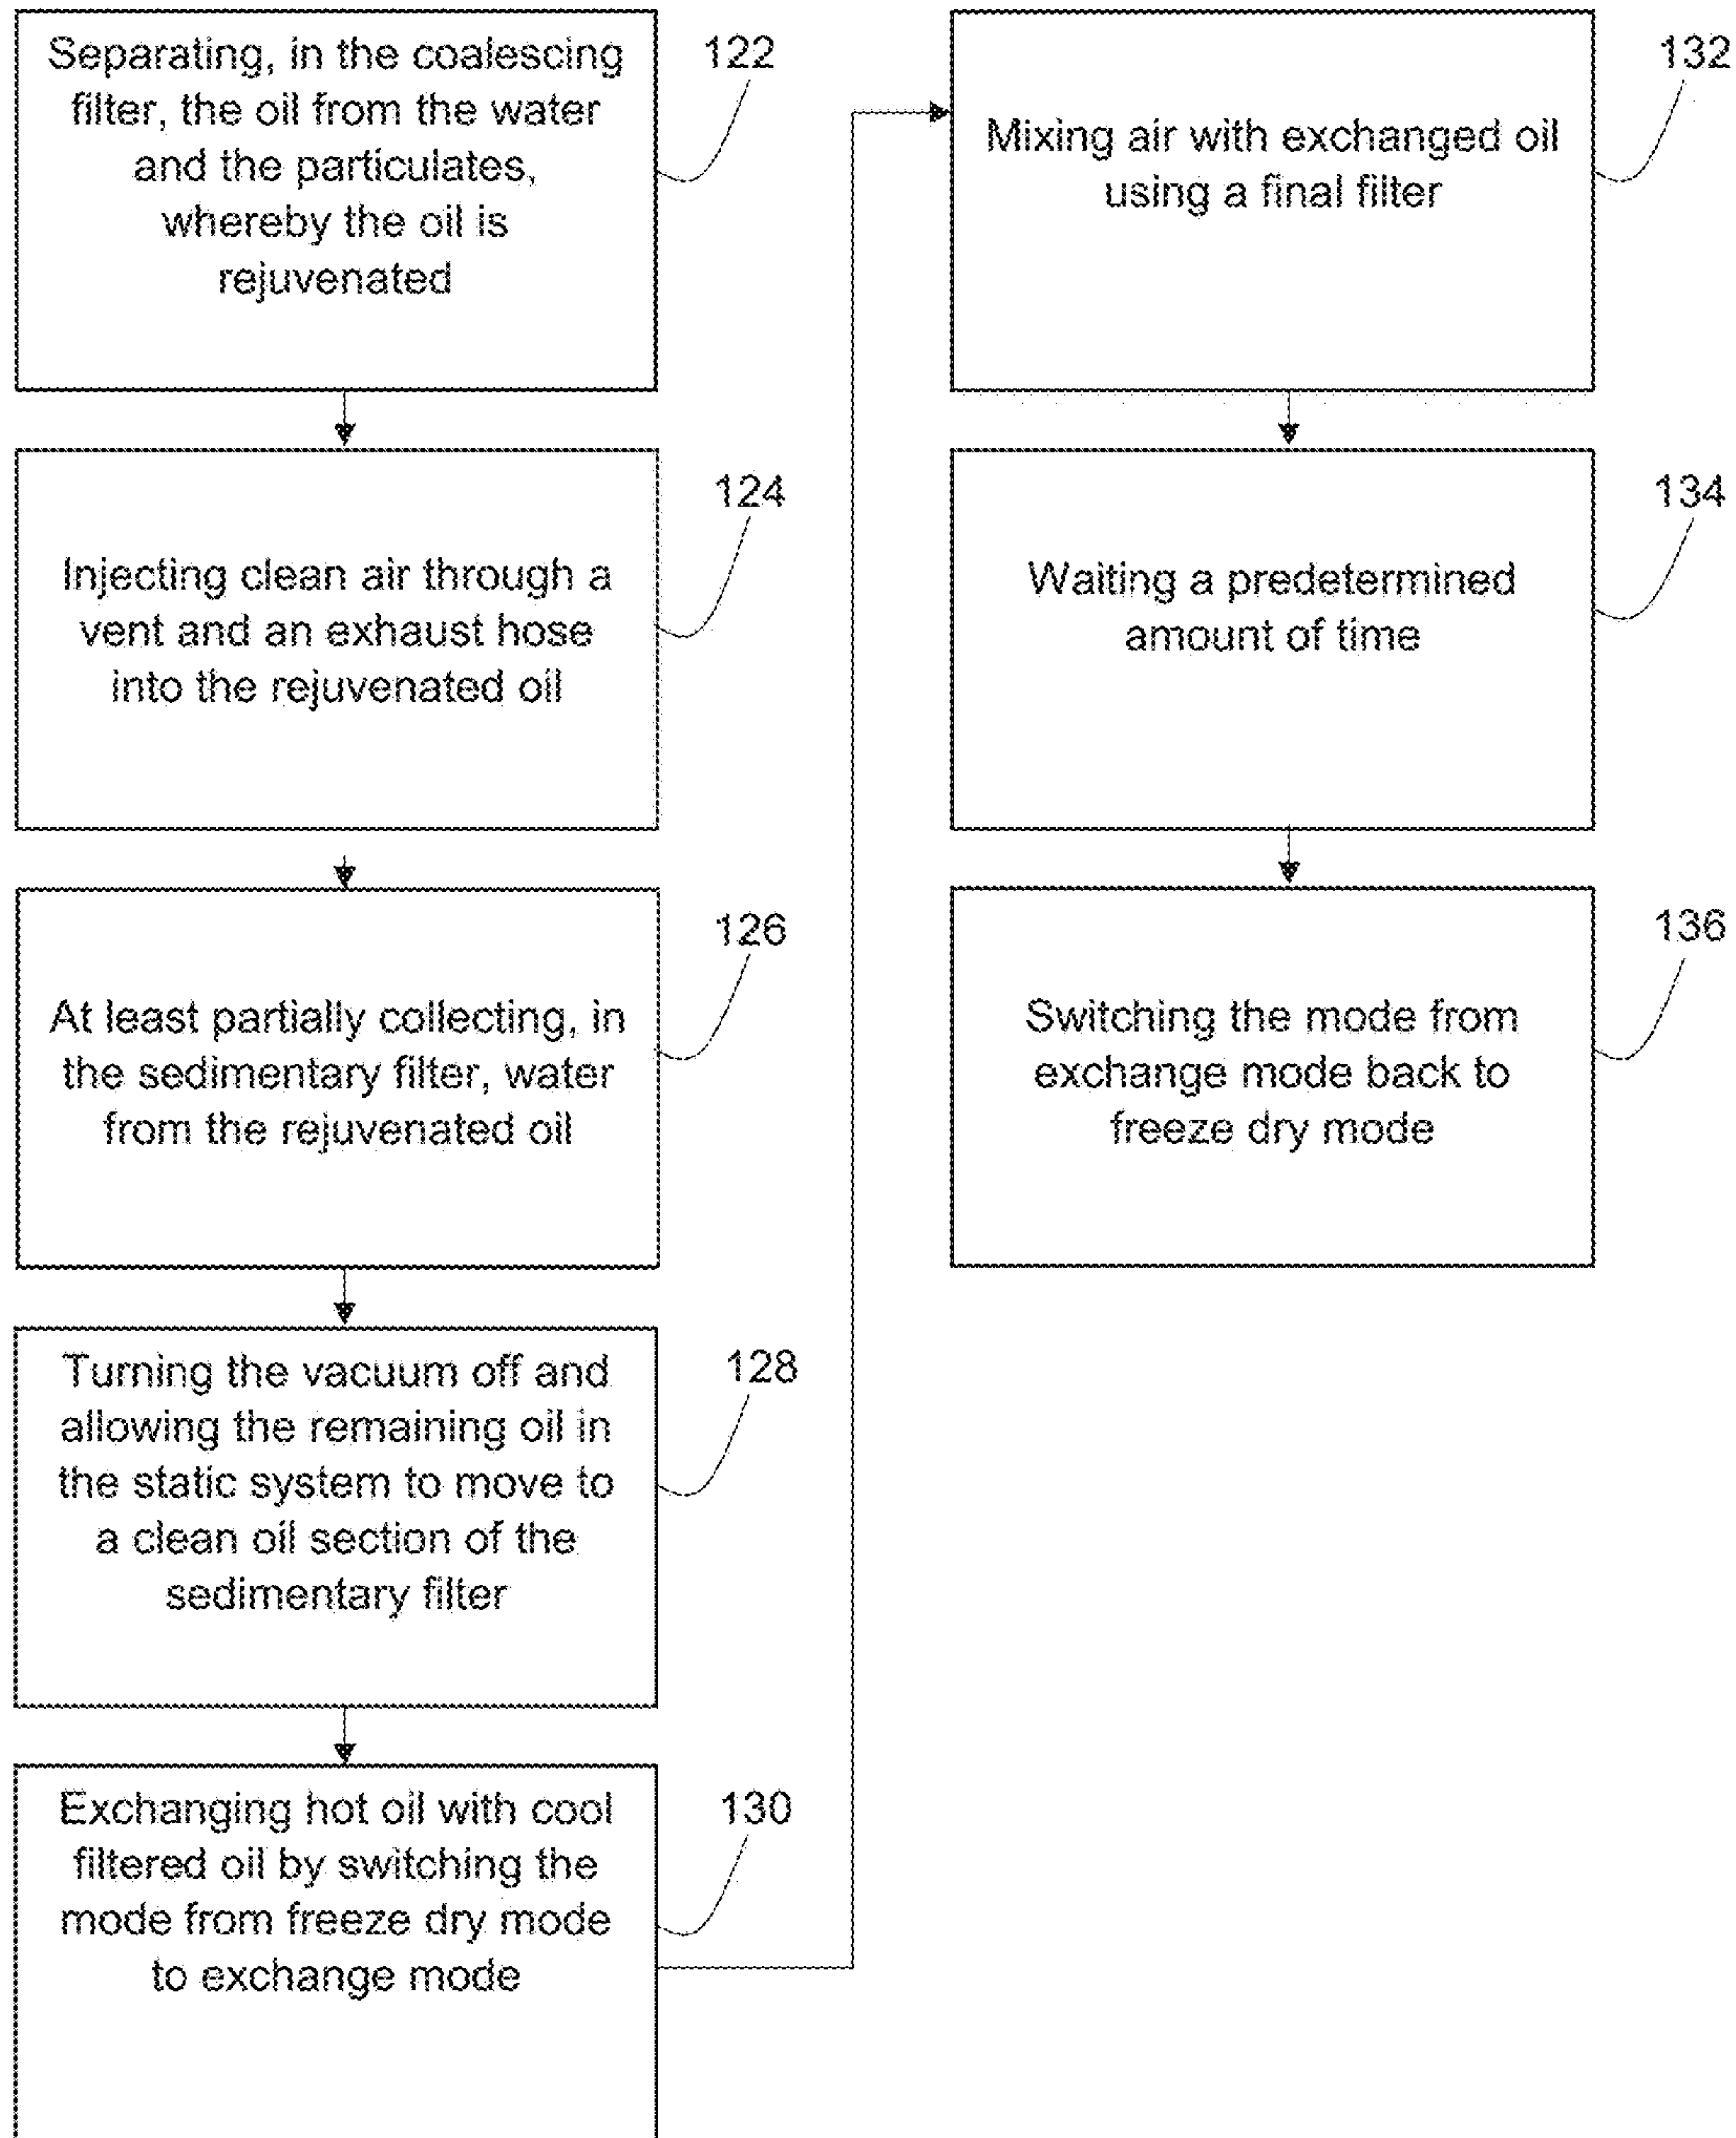 Separating, in the coalescing
filter, the oil from the water
and the particulates,
whereby the oil is
rejuvenated
122
Injecting clean air through a
vent and an exhaust hose
into the rejuvenated oil
124
At least partially collecting, in
the sedimentary filter, water
from the rejuvenated oil
126
Turning the vacuum off and
allowing the remaining oil in
the static system to move to
a clean oil section of the
sedimentary filter
128
Exchanging hot oil with cool
filtered oil by switching the
mode from freeze dry mode
to exchange mode
130
Mixing air with exchanged oil
using a final filter
132
Waiting a predetermined
amount of time
134
Switching the mode from
exchange mode back to
freeze dry mode
136